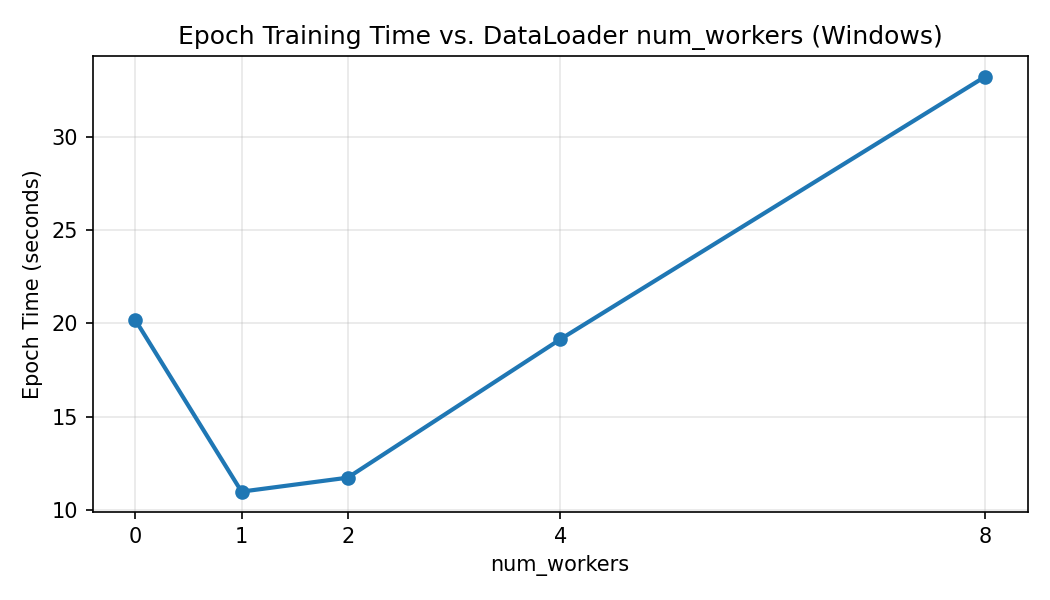 Epoch Training Time vs. DataLoader num_workers (Windows)
Epoch Time (seconds)
30
25
20
15
10
0 1 2 4 8
num_workers